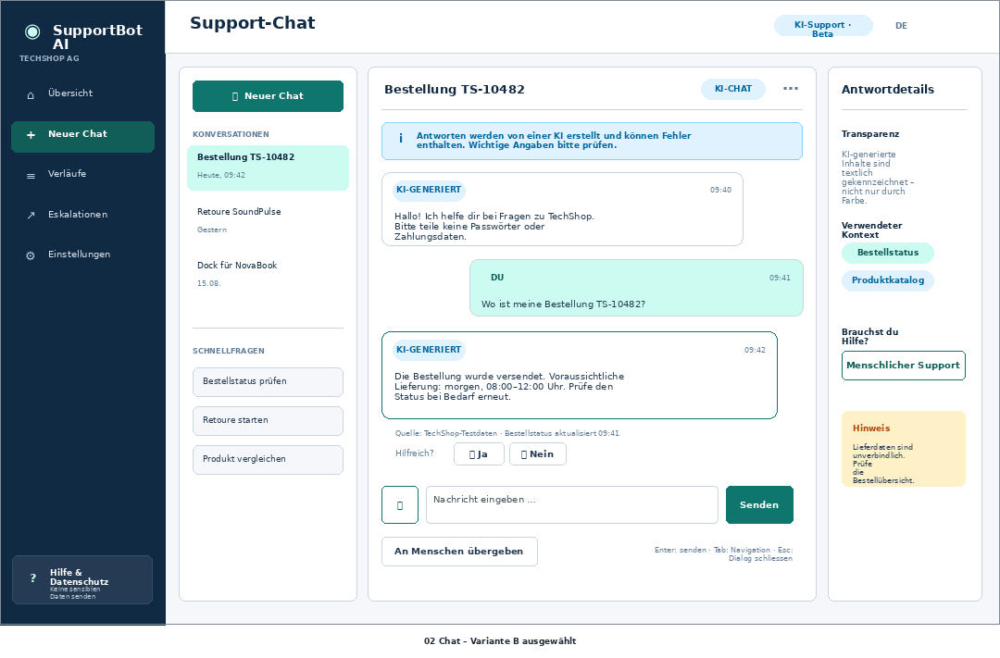 SupportBot
AI
TECHSHOP AG
Übersicht
Neuer Chat
Verläufe
Eskalationen
Einstellungen
?
Hilfe &
Datenschutz
Keine sensiblen
Daten senden
Support-Chat
KI-Support ·
Beta
DE
Neuer Chat
KONVERSATIONEN
Bestellung TS-10482
Heute, 09:42
Retoure SoundPulse
Gestern
Dock für NovaBook
15.08.
SCHNELLFRAGEN
Bestellstatus prüfen
Retoure starten
Produkt vergleichen
Bestellung TS-10482
KI-CHAT
i
Antworten werden von einer KI erstellt und können Fehler
enthalten. Wichtige Angaben bitte prüfen.
KI-GENERIERT
09:40
Hallo! Ich helfe dir bei Fragen zu TechShop.
Bitte teile keine Passwörter oder
Zahlungsdaten.
DU
09:41
Wo ist meine Bestellung TS-10482?
KI-GENERIERT
09:42
Die Bestellung wurde versendet. Voraussichtliche
Lieferung: morgen, 08:00–12:00 Uhr. Prüfe den
Status bei Bedarf erneut.
Quelle: TechShop-Testdaten · Bestellstatus aktualisiert 09:41
Hilfreich?
Ja
Nein
Nachricht eingeben ...
Senden
An Menschen übergeben
Enter: senden · Tab: Navigation · Esc:
Dialog schliessen
Antwortdetails
Transparenz
KI-generierte
Inhalte sind
textlich
gekennzeichnet –
nicht nur durch
Farbe.
Verwendeter
Kontext
Bestellstatus
Produktkatalog
Brauchst du
Hilfe?
Menschlicher Support
Hinweis
Lieferdaten sind
unverbindlich.
Prüfe
die
Bestellübersicht.
02 Chat – Variante B ausgewählt